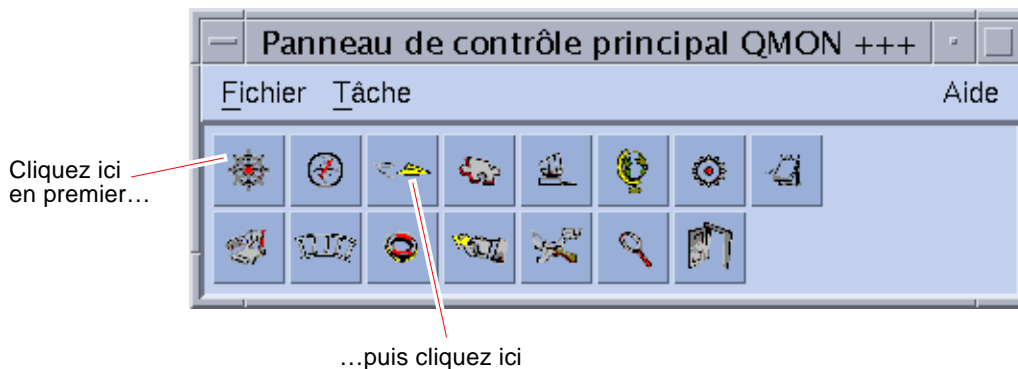 Panneau de contrôle principal QMON +++
Fichier Tâche Aide
Cliquez ici
en premier…
…puis cliquez ici